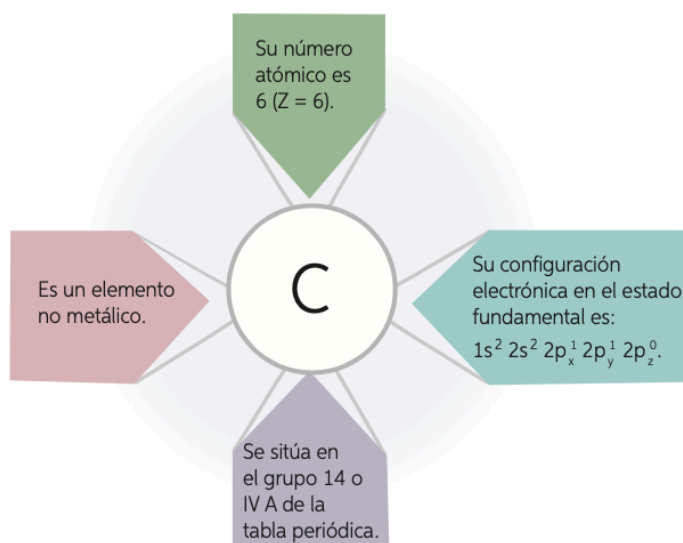 Su número
atómico es
6 (Z = 6).
Es un elemento
no metálico.
C
Su configuración
electrónica en el estado
fundamental es:
1s² 2s² 2pₓ¹ 2p_y¹ 2p_z⁰.
Se sitúa en
el grupo 14 o
IV A de la
tabla periódica.